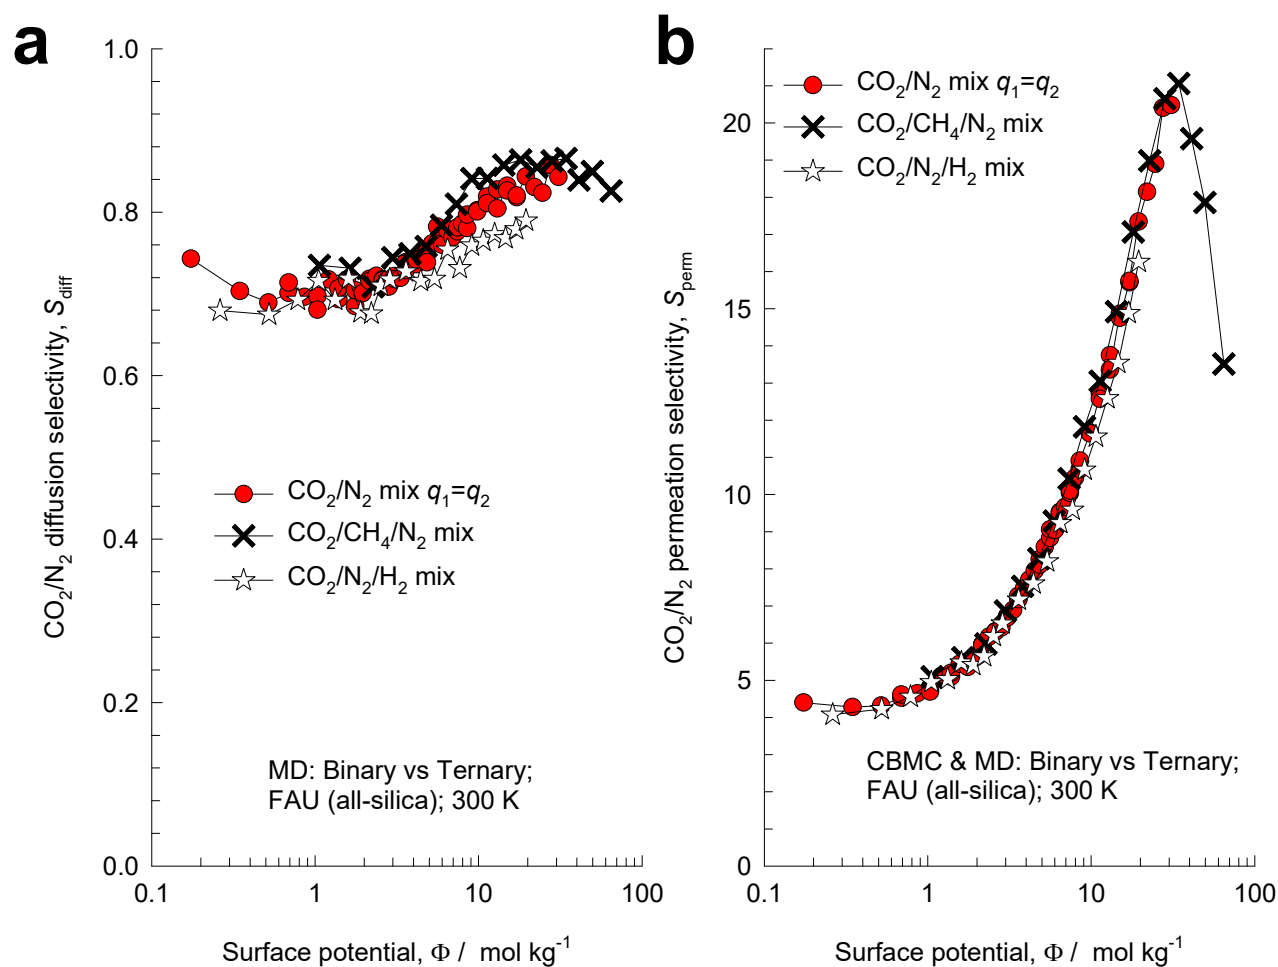 a
CO₂/N₂ diffusion selectivity, S_diff
1.0
0.8
0.6
0.4
0.2
0.0
CO₂/N₂ mix q₁=q₂
CO₂/CH₄/N₂ mix
CO₂/N₂/H₂ mix
MD: Binary vs Ternary;
FAU (all-silica); 300 K
0.1 1 10 100
Surface potential, Φ / mol kg⁻¹
b
CO₂/N₂ permeation selectivity, S_perm
20
15
10
5
0
CO₂/N₂ mix q₁=q₂
CO₂/CH₄/N₂ mix
CO₂/N₂/H₂ mix
CBMC & MD: Binary vs Ternary;
FAU (all-silica); 300 K
0.1 1 10 100
Surface potential, Φ / mol kg⁻¹